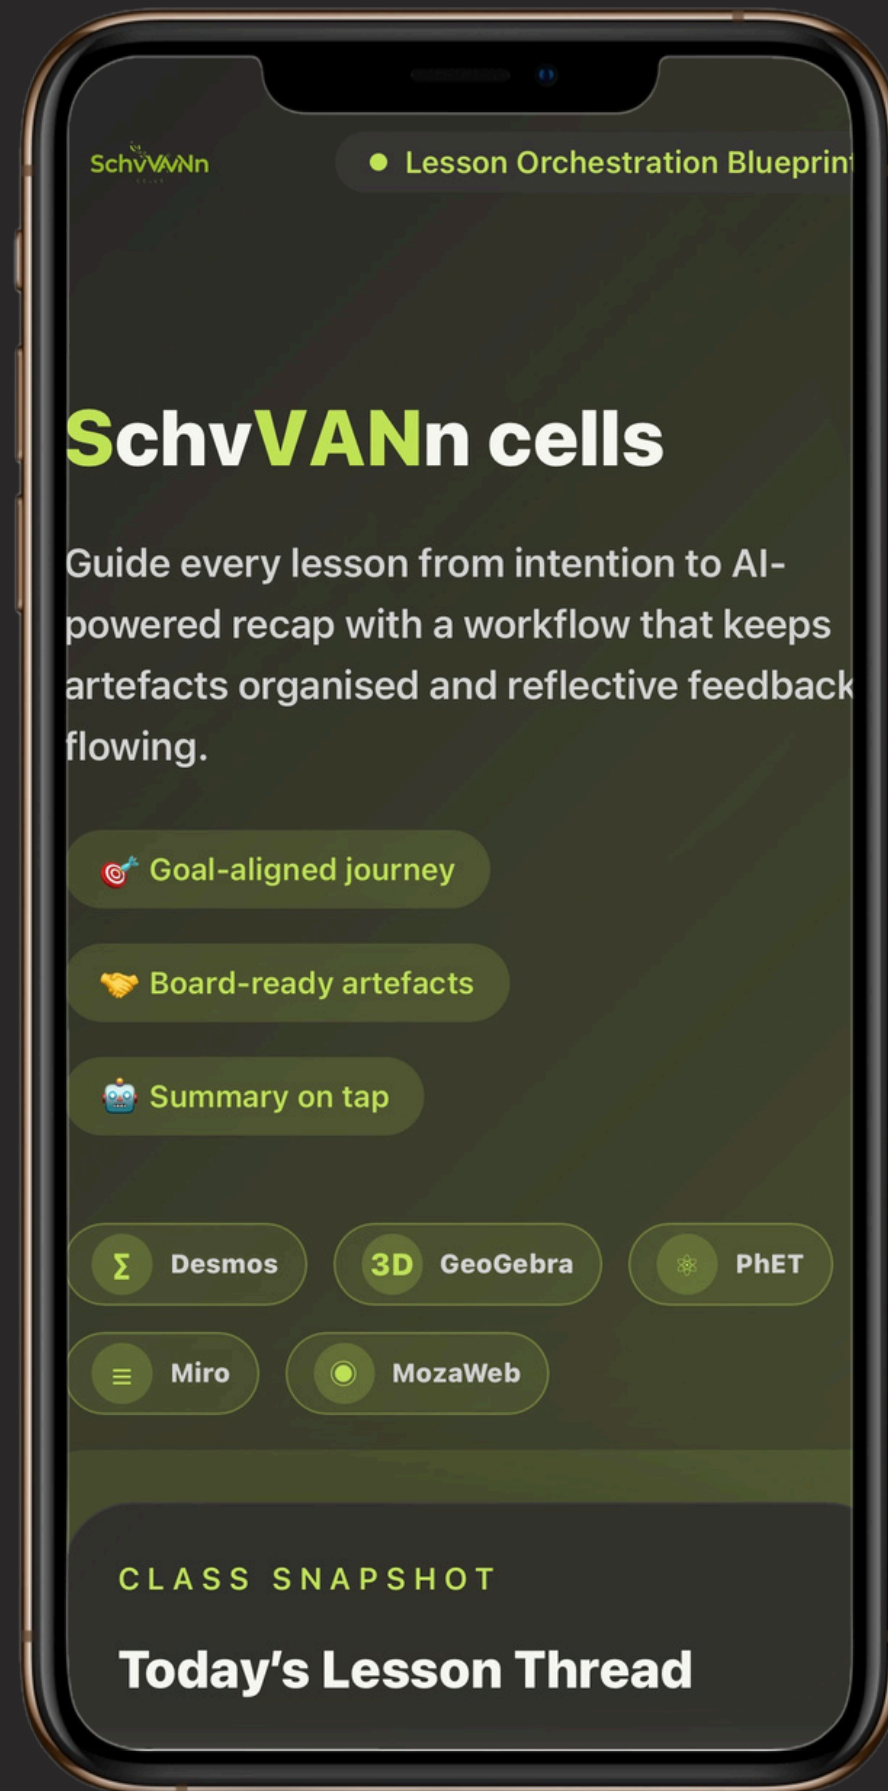 SchvVANn
Lesson Orchestration Blueprint
SchvVANn cells
Guide every lesson from intention to AI-
powered recap with a workflow that keeps
artefacts organised and reflective feedback
flowing.
Goal-aligned journey
Board-ready artefacts
Summary on tap
Σ Desmos
3D GeoGebra
PhET
Miro
MozaWeb
CLASS SNAPSHOT
Today's Lesson Thread